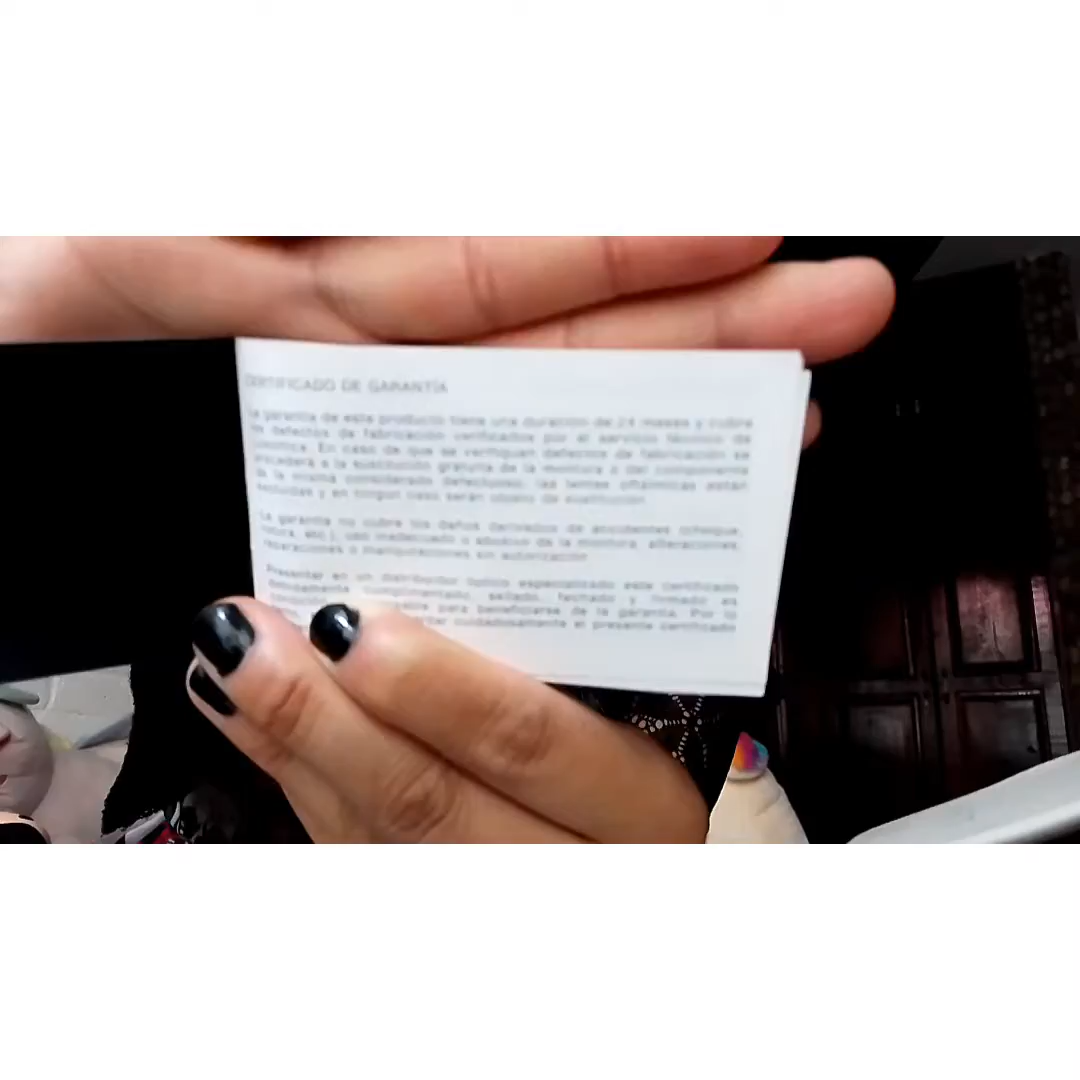 CERTIFICADO DE GARANTÍA
La garantía de este producto tiene una duración de 24 meses y cubre
los defectos de fabricación verificados por el servicio técnico de
En caso de que se verifiquen defectos de fabricación se
procederá a la sustitución gratuita de la montura o del componente
de la misma considerado defectuoso, las lentes oftálmicas están
excluidas y en ningún caso serán objeto de sustitución.
La garantía no cubre los daños derivados de accidentes (choque,
rotura, etc.), uso inadecuado o abusivo de la montura, alteraciones,
reparaciones o manipulaciones sin autorización.
Presentar en un distribuidor óptico especializado este certificado
debidamente cumplimentado, sellado, fechado y firmado es
condición para beneficiarse de la garantía. Por lo
cuidadosamente el presente certificado